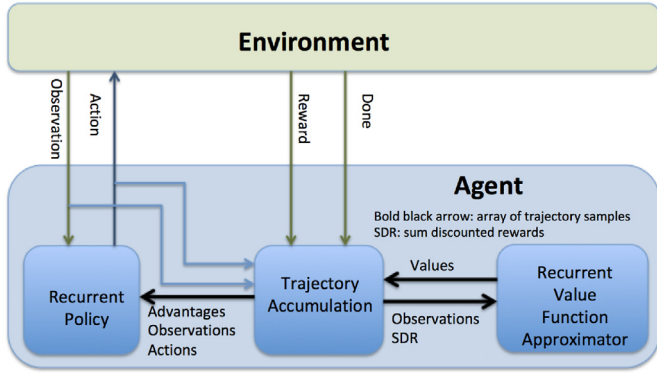 Environment
Observation
Action
Reward
Done
Agent
Bold black arrow: array of trajectory samples
SDR: sum discounted rewards
Recurrent
Policy
Advantages
Observations
Actions
Trajectory
Accumulation
Values
Observations
SDR
Recurrent
Value
Function
Approximator